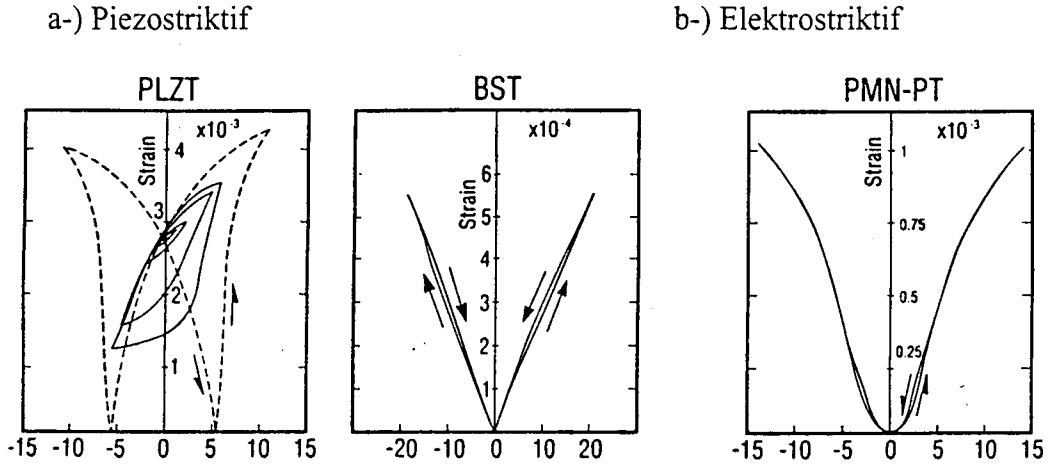 a-) Piezostriktif
b-) Elektrostriktif
PLZT
BST
PMN-PT
x10⁻³
Strain
4
3
2
1
-15 -10 -5 0 5 10 15
x10⁻⁴
Strain
6
5
4
3
2
1
-20 -10 0 10 20
x10⁻³
Strain
1
0.75
0.5
0.25
-15 -10 -5 0 5 10 15